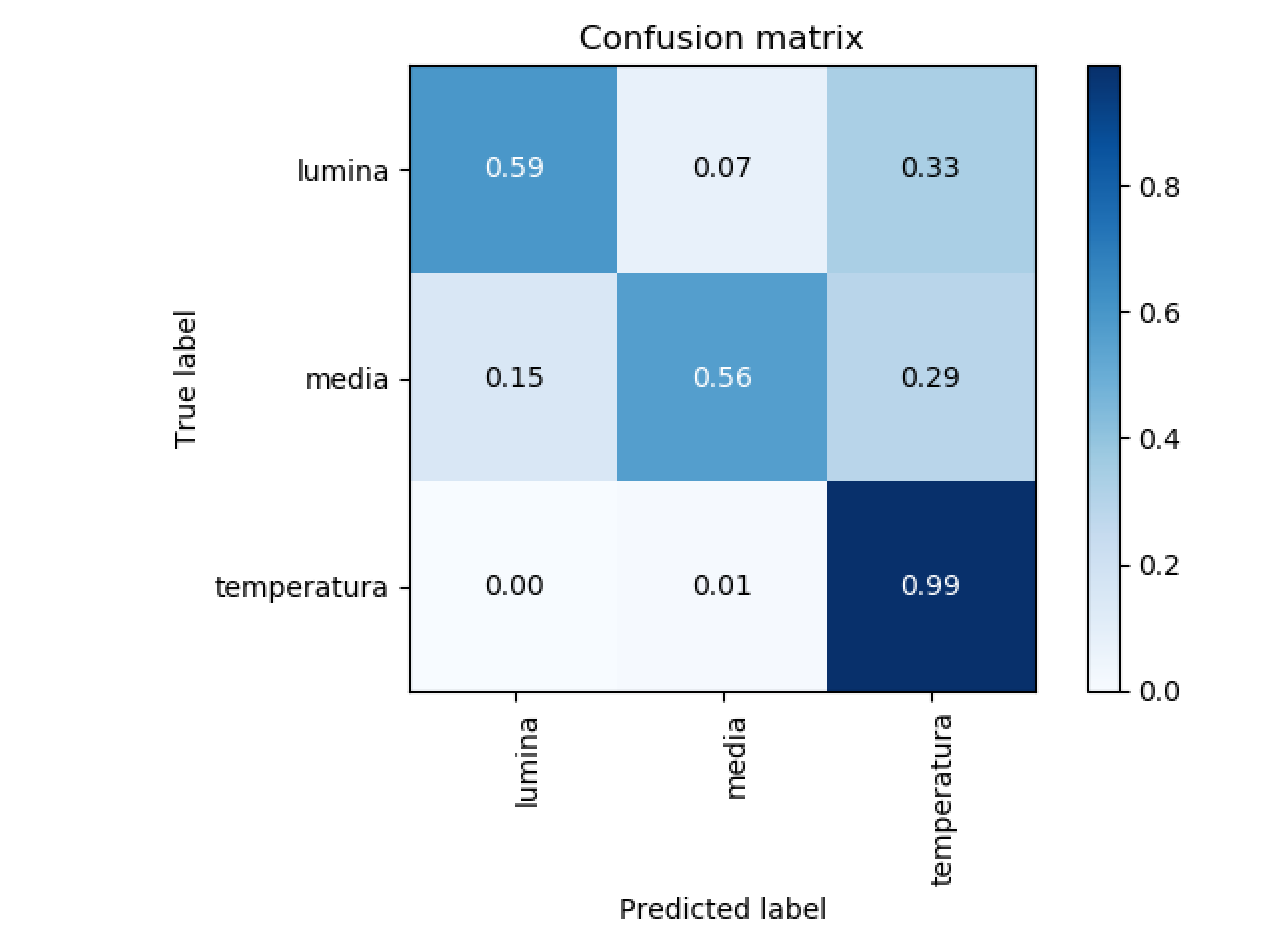 Confusion matrix
lumina
0.59
0.07
0.33
0.8
0.6
True label
media
0.15
0.56
0.29
0.4
temperatura
0.00
0.01
0.99
0.2
0.0
lumina
media
temperatura
Predicted label